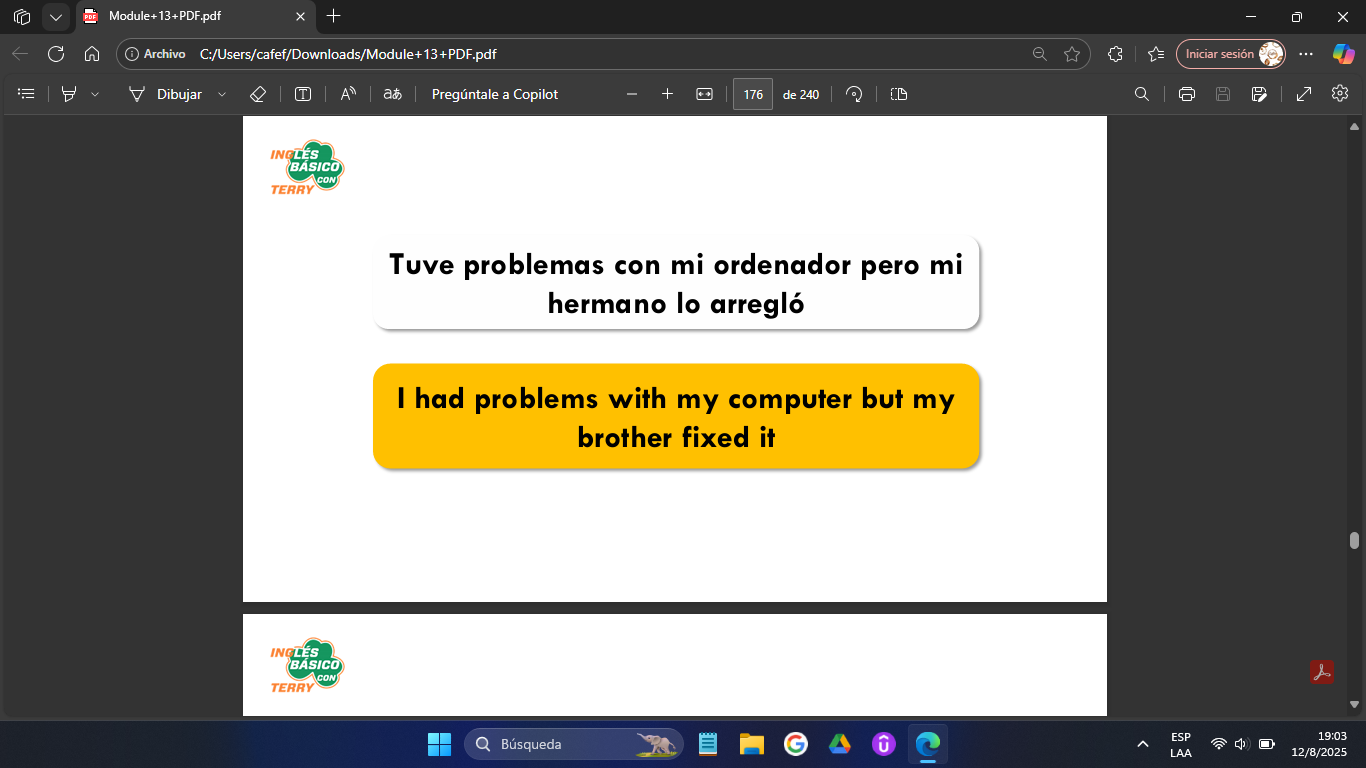 Module+13+PDF.pdf
Archivo C:/Users/cafef/Downloads/Module+13+PDF.pdf
Iniciar sesión
Dibujar
Pregúntale a Copilot
176 de 240
INGLÉS
BÁSICO
CON
TERRY
Tuve problemas con mi ordenador pero mi
hermano lo arregló
I had problems with my computer but my
brother fixed it
INGLÉS
BÁSICO
CON
TERRY
Búsqueda
ESP
LAA
19:03
12/8/2025